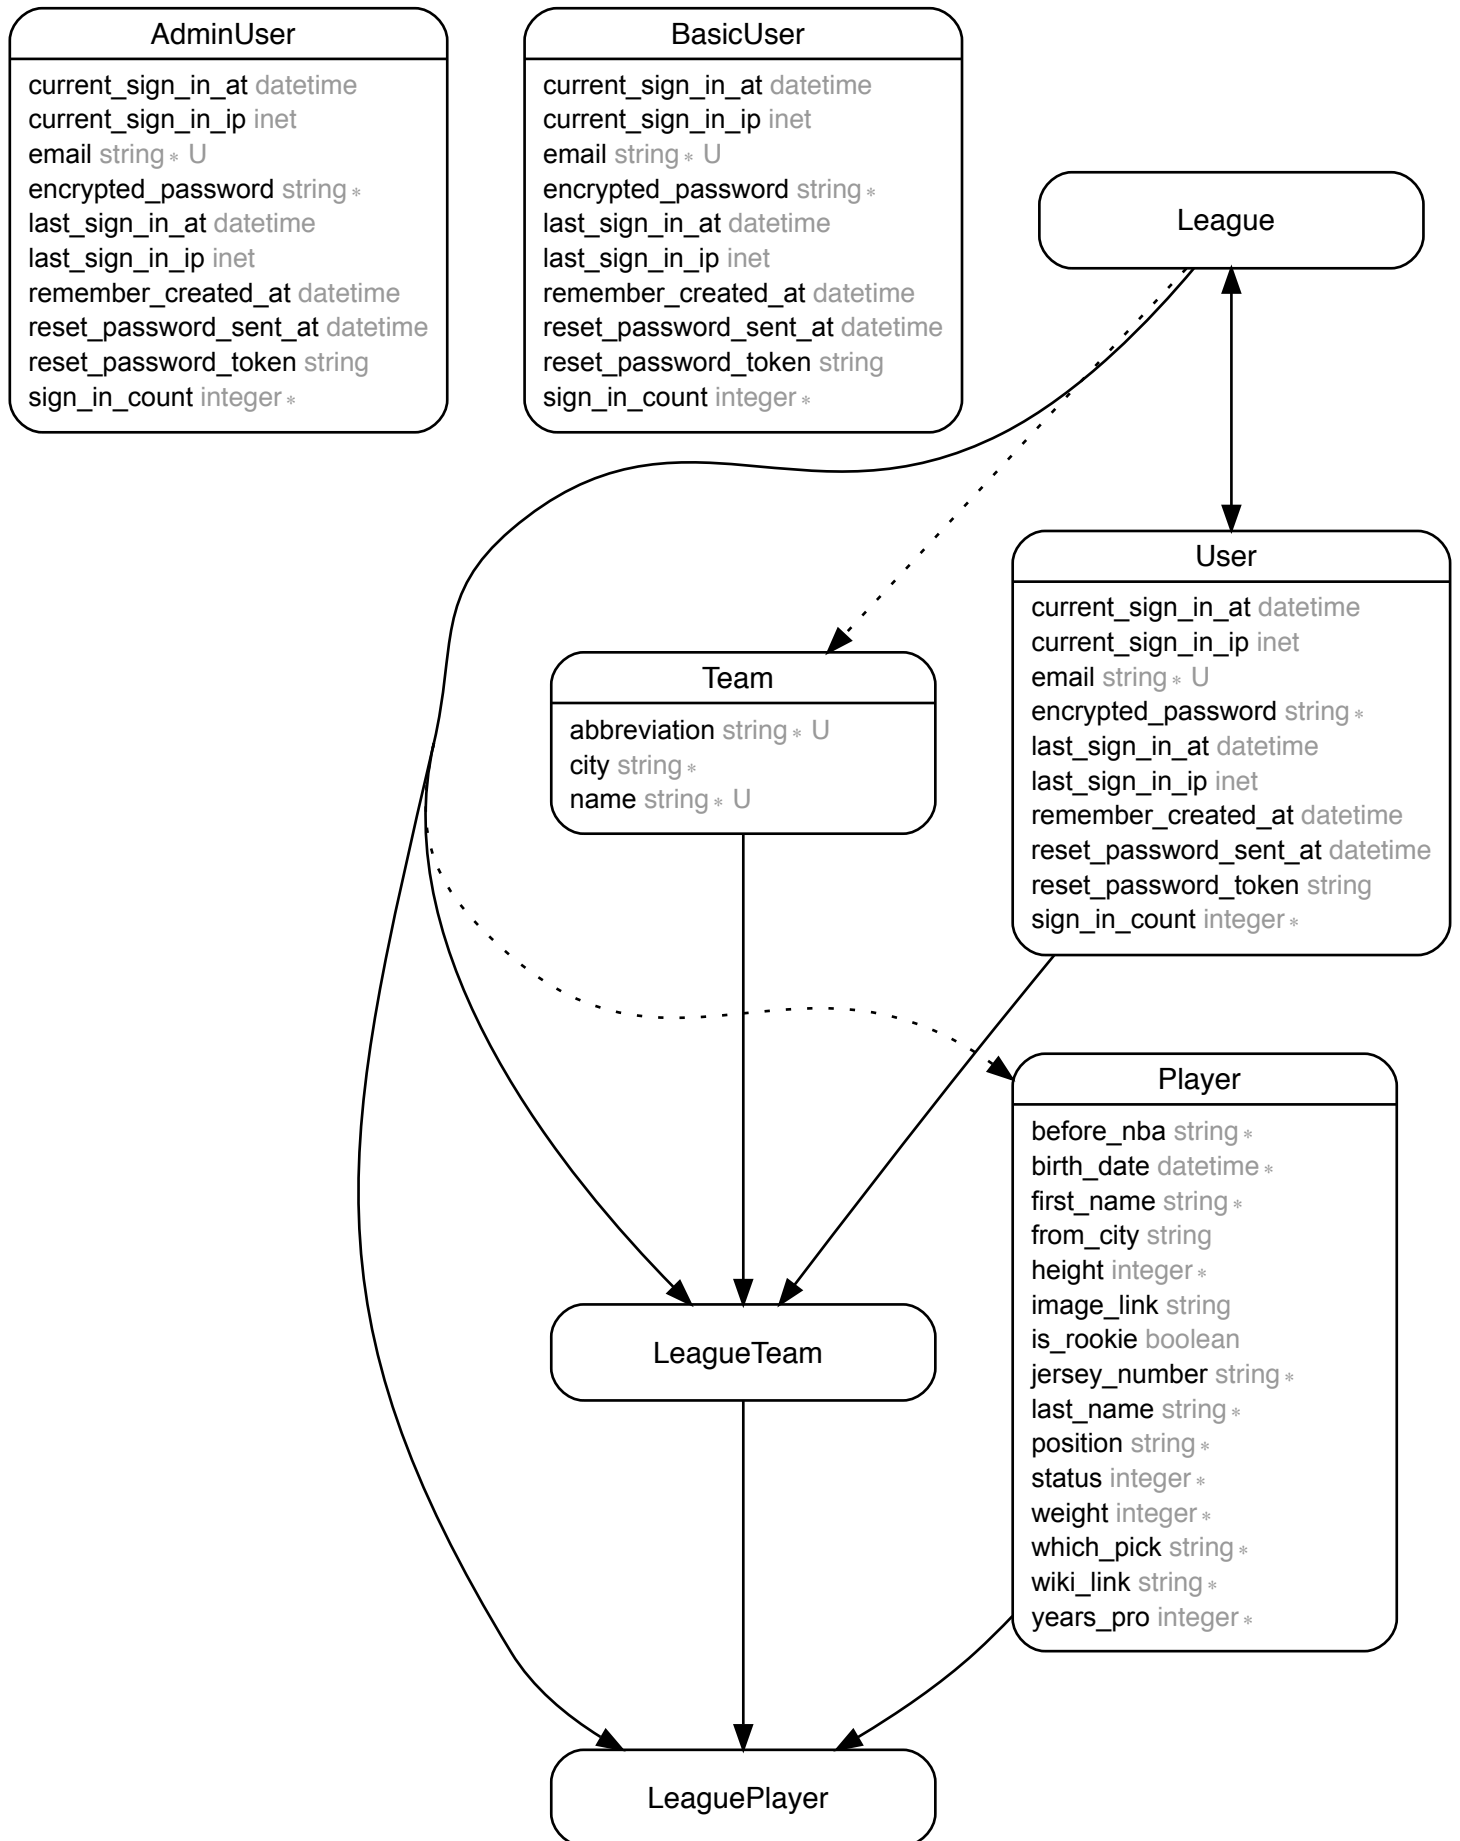 AdminUser
current_sign_in_at datetime
current_sign_in_ip inet
email string * U
encrypted_password string *
last_sign_in_at datetime
last_sign_in_ip inet
remember_created_at datetime
reset_password_sent_at datetime
reset_password_token string
sign_in_count integer *
BasicUser
current_sign_in_at datetime
current_sign_in_ip inet
email string * U
encrypted_password string *
last_sign_in_at datetime
last_sign_in_ip inet
remember_created_at datetime
reset_password_sent_at datetime
reset_password_token string
sign_in_count integer *
League
User
current_sign_in_at datetime
current_sign_in_ip inet
email string * U
encrypted_password string *
last_sign_in_at datetime
last_sign_in_ip inet
remember_created_at datetime
reset_password_sent_at datetime
reset_password_token string
sign_in_count integer *
Team
abbreviation string * U
city string *
name string * U
Player
before_nba string *
birth_date datetime *
first_name string *
from_city string
height integer *
image_link string
is_rookie boolean
jersey_number string *
last_name string *
position string *
status integer *
weight integer *
which_pick string *
wiki_link string *
years_pro integer *
LeagueTeam
LeaguePlayer